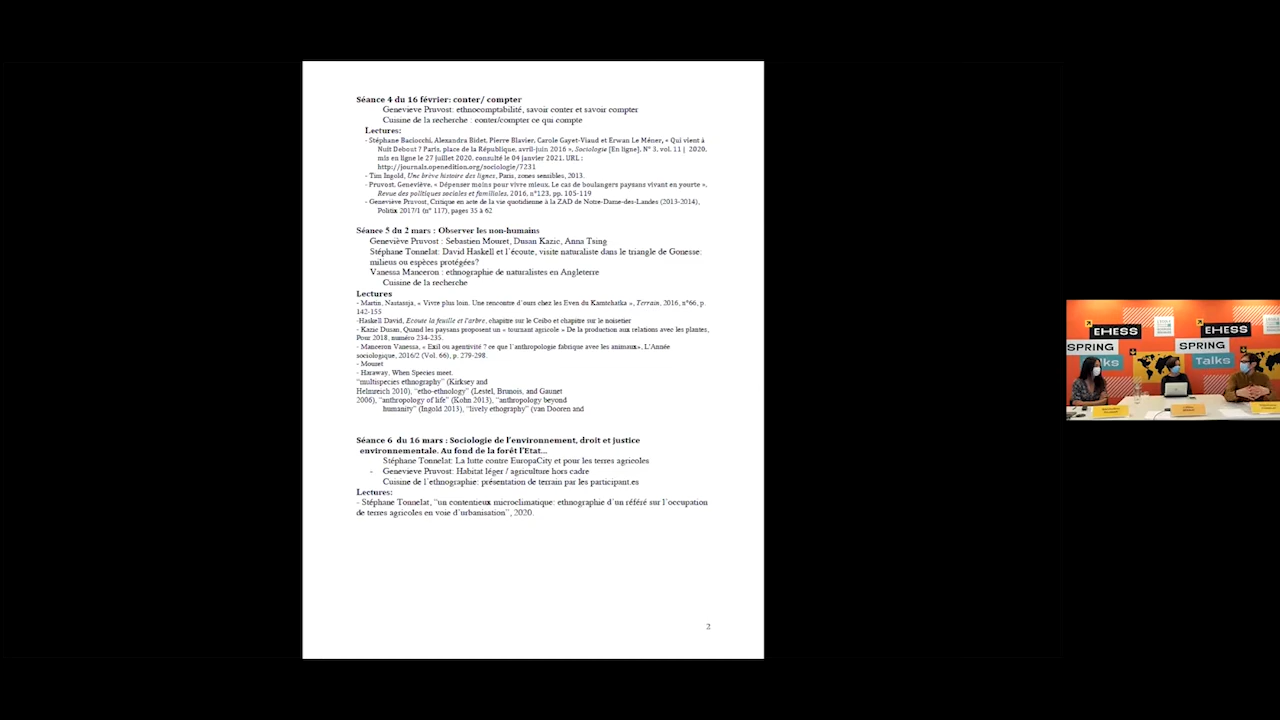 Séance 4 du 16 février: conter/ compter
Genevieve Pruvost: ethnocomptabilité, savoir conter et savoir compter
Cuisine de la recherche : conter/compter ce qui compte
Lectures:
- Stéphane Baciocchi, Alexandra Bidet, Pierre Blavier, Carole Gayet-Viaud et Erwan Le Méner, « Qui vient à
Nuit Debout ? Paris, place de la République, avril-juin 2016 », Sociologie [En ligne], N° 3, vol. 11 | 2020,
mis en ligne le 27 juillet 2020, consulté le 04 janvier 2021. URL :
http://journals.openedition.org/sociologie/7231
- Tim Ingold, Une brève histoire des lignes, Paris, zones sensibles, 2013.
- Pruvost, Geneviève, « Dépenser moins pour vivre mieux. Le cas de boulangers paysans vivant en yourte »,
Revue des politiques sociales et familiales, 2016, n°123, pp. 105-119
- Geneviève Pruvost, Critique en acte de la vie quotidienne à la ZAD de Notre-Dame-des-Landes (2013-2014),
Politix 2017/1 (n° 117), pages 35 à 62
Séance 5 du 2 mars : Observer les non-humains
Geneviève Pruvost : Sebastien Mouret, Dusan Kazic, Anna Tsing
Stéphane Tonnelat: David Haskell et l'écoute, visite naturaliste dans le triangle de Gonesse:
milieus ou espèces protégées?
Vanessa Manceron : ethnographie de naturalistes en Angleterre
Cuisine de la recherche
Lectures
- Martin, Nastassja, « Vivre plus loin. Une rencontre d'ours chez les Even du Kamtchatka », Terrain, 2016, n°66, p.
142-155
-Haskell David, Ecoute la feuille et l'arbre, chapitre sur le Ceibo et chapitre sur le noisetier
- Kazic Dusan, Quand les paysans proposent un « tournant agricole » De la production aux relations avec les plantes,
Pour 2018, numéro 234-235.
- Manceron Vanessa, « Exil ou agentivité ? ce que l'anthropologie fabrique avec les animaux», L'Année
sociologique, 2016/2 (Vol. 66), p. 279-298.
- Mouret
- Haraway, When Species meet.
"multispecies ethnography" (Kirksey and
Helmreich 2010), "etho-ethnology" (Lestel, Brunois, and Gaunet
2006), "anthropology of life" (Kohn 2013), "anthropology beyond
humanity" (Ingold 2013), "lively ethography" (van Dooren and
Séance 6 du 16 mars : Sociologie de l'environnement, droit et justice
environnementale. Au fond de la forêt l'Etat...
Stéphane Tonnelat: La lutte contre EuropaCity et pour les terres agricoles
- Genevieve Pruvost: Habitat léger / agriculture hors cadre
Cuisine de l'ethnographie: présentation de terrain par les participant.es
Lectures:
- Stéphane Tonnelat, "un contentieux microclimatique: ethnographie d'un référé sur l'occupation
de terres agricoles en voie d'urbanisation", 2020.
2
EHESS
EHESS
SPRING
SPRING
Talks
Talks